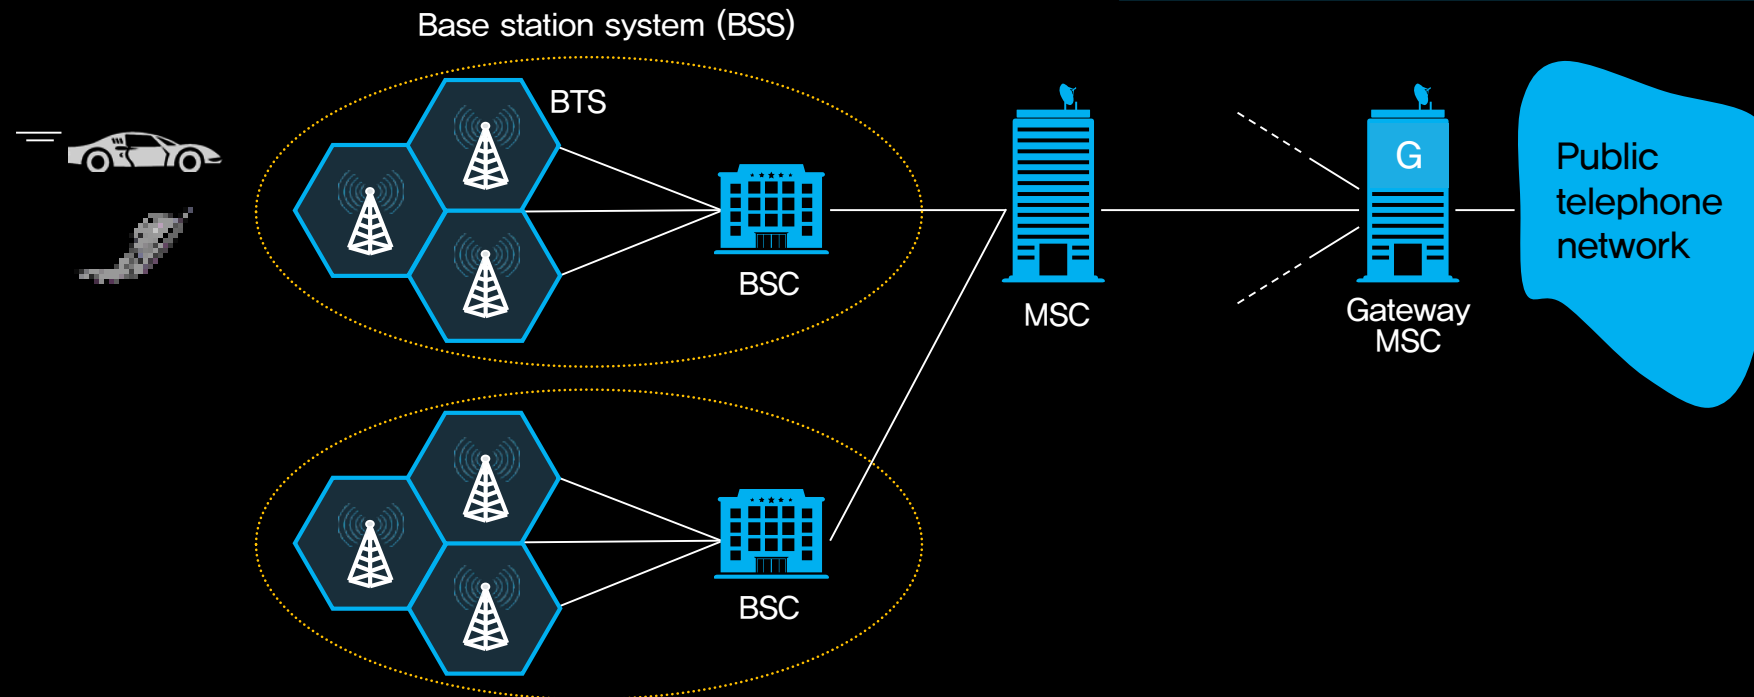 Base station system (BSS)
BTS
BSC
MSC
G
Gateway
MSC
Public
telephone
network
BSC